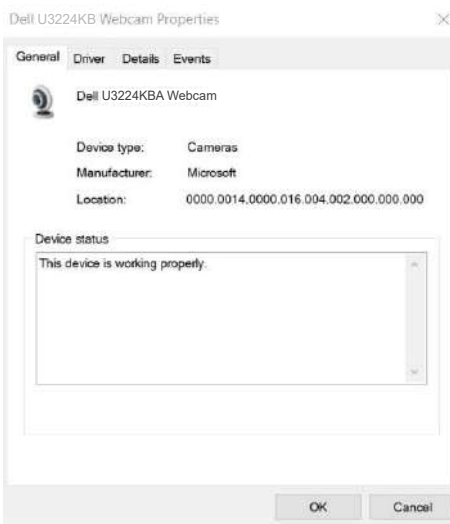 Dell U3224KB Webcam Properties
General Driver Details Events
Dell U3224KBA Webcam
Device type: Cameras
Manufacturer: Microsoft
Location: 0000.0014.0000.016.004.002.000.000.000
Device status
This device is working properly.
OK Cancel